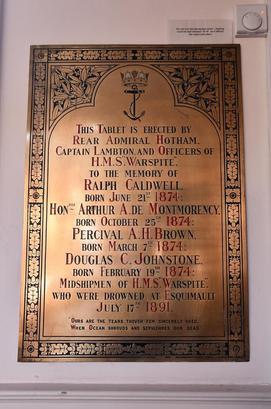 THIS TABLET IS ERECTED BY
REAR ADMIRAL HOTHAM,
CAPTAIN LAMBTON, AND OFFICERS OF
H.M.S. "WARSPITE".
TO THE MEMORY OF
RALPH CALDWELL.
BORN JUNE 21ST 1874:
HONBLE ARTHUR A. DE MONTMORENCY.
BORN OCTOBER 25TH 1874:
PERCIVAL A.H. BROWN.
BORN MARCH 7TH 1874:
DOUGLAS C. JOHNSTONE.
BORN FEBRUARY 19TH 1874:
MIDSHIPMEN OF H.M.S. "WARSPITE".
WHO WERE DROWNED AT ESQUIMAULT
JULY 17TH 1891.
"OURS ARE THE TEARS THOUGH FEW SINCERELY SHED,
WHEN OCEAN SHROUDS AND SEPULCHRES OUR DEAD."